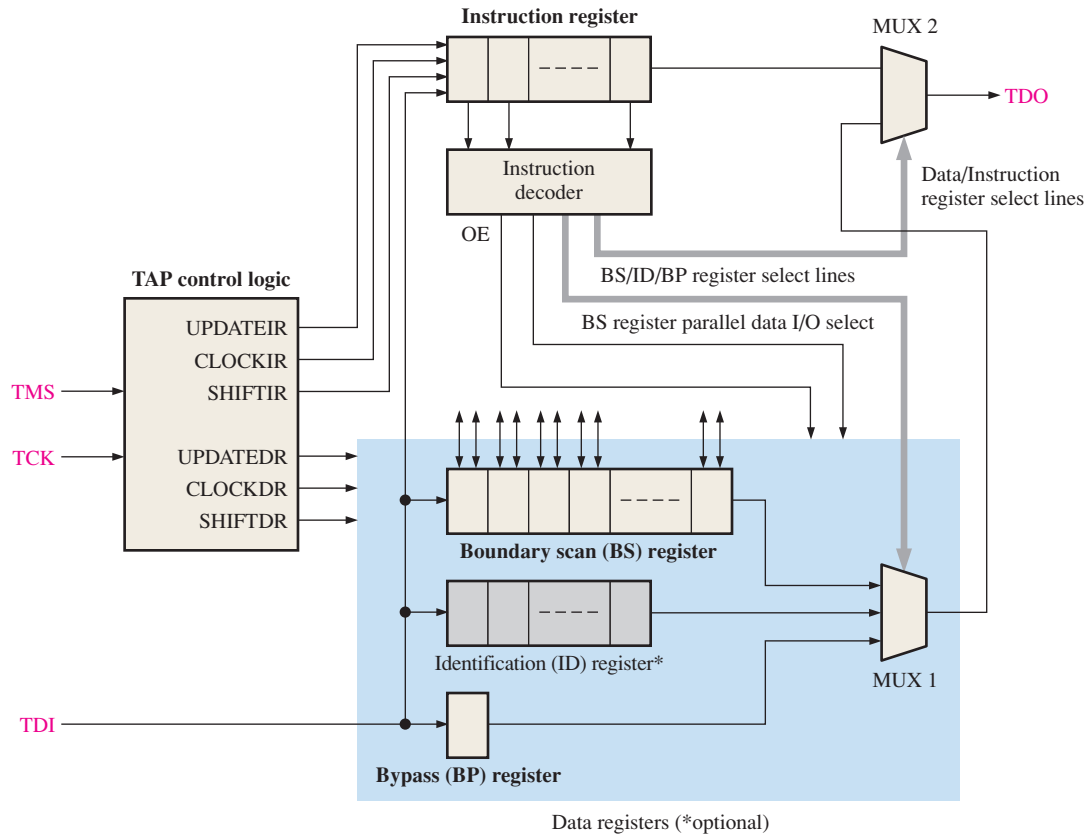 Instruction register
MUX 2
TDO
Instruction
decoder
Data/Instruction
register select lines
OE
BS/ID/BP register select lines
TAP control logic
BS register parallel data I/O select
UPDATEIR
CLOCKIR
SHIFTIR
TMS
TCK
UPDATEDR
CLOCKDR
SHIFTDR
Boundary scan (BS) register
Identification (ID) register*
MUX 1
TDI
Bypass (BP) register
Data registers (*optional)